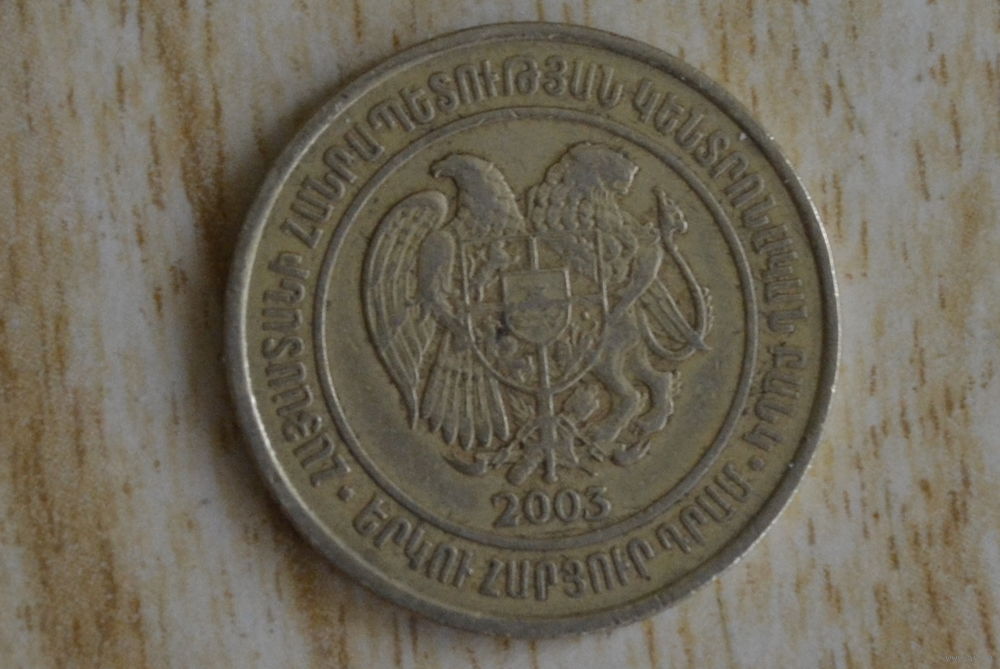 ՀԱՅԱՍՏԱՆԻ ՀԱՆՐԱՊԵՏՈՒԹՅԱՆ ԿԵՆՏՐՈՆԱԿԱՆ ԲԱՆԿ
• ԵՐԿՈՒ ՀԱՐՅՈՒՐ ԴՐԱՄ •
2003